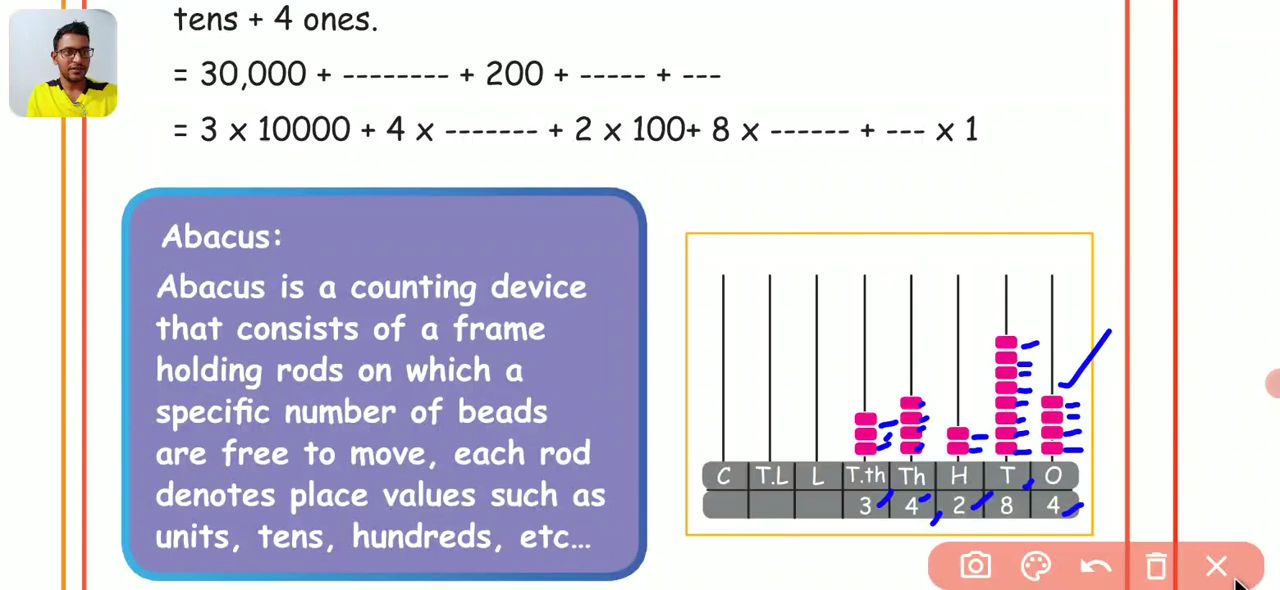 tens + 4 ones.
= 30,000 + -------- + 200 + ----- + ---
= 3 x 10000 + 4 x ------- + 2 x 100+ 8 x ------ + --- x 1
Abacus:
Abacus is a counting device
that consists of a frame
holding rods on which a
specific number of beads
are free to move, each rod
denotes place values such as
units, tens, hundreds, etc...
C T.L L T.th Th H T O
3 4 2 8 4